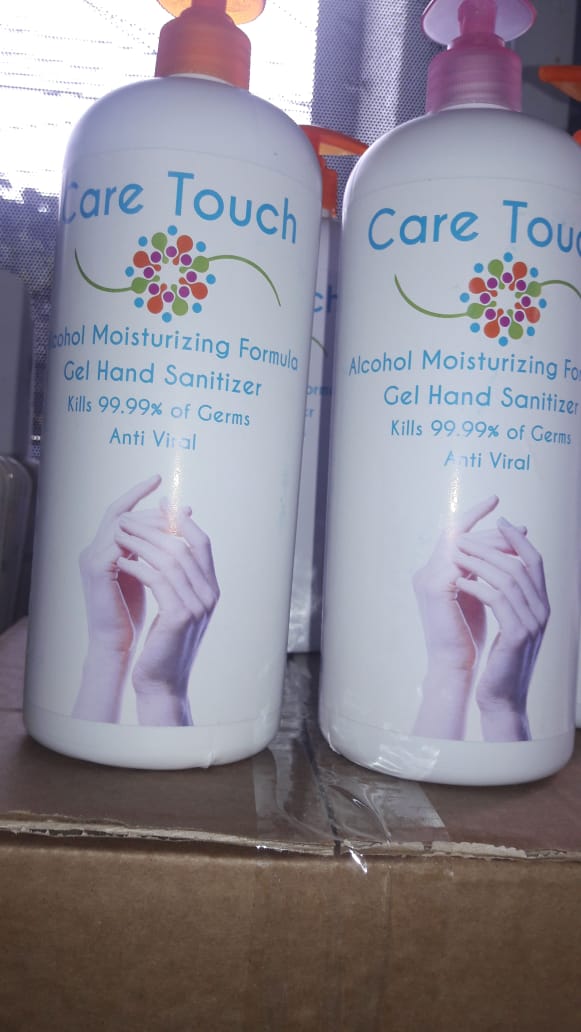 Care Touch
Alcohol Moisturizing Formula
Gel Hand Sanitizer
Kills 99.99% of Germs
Anti Viral
Care Touc
Alcohol Moisturizing Fo
Gel Hand Sanitizer
Kills 99.99% of Germs
Anti Viral